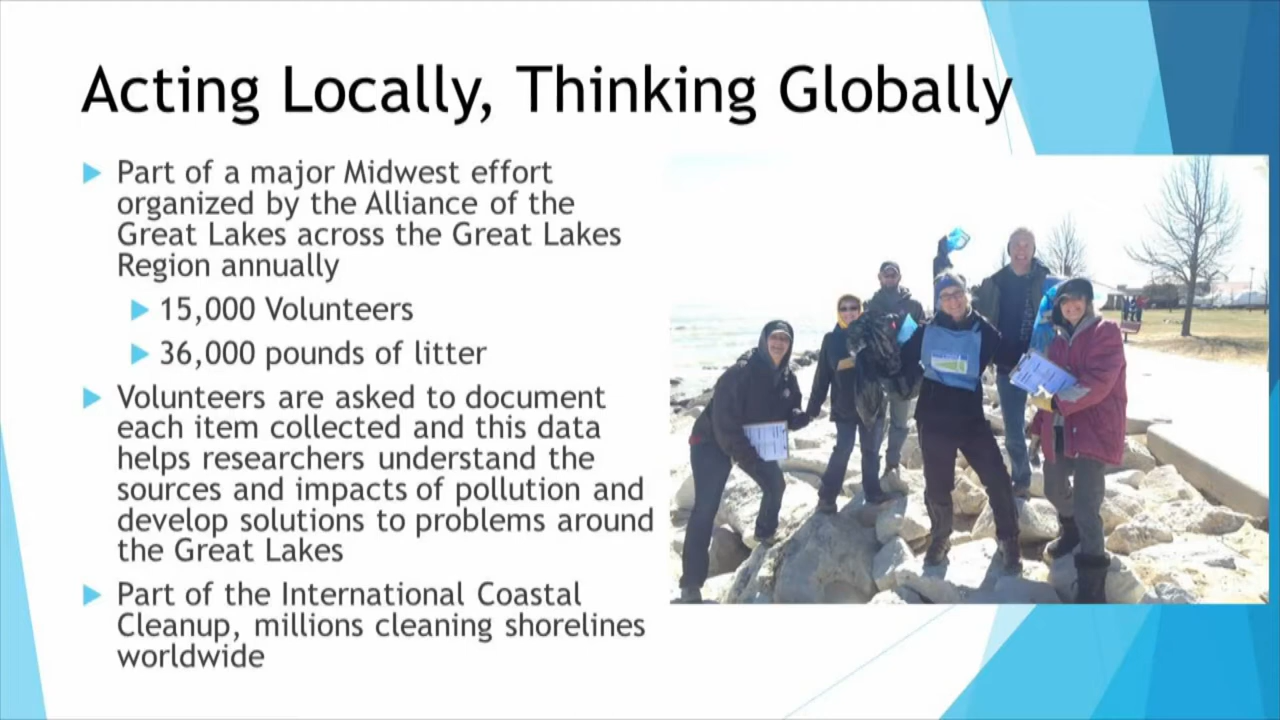 Acting Locally, Thinking Globally
Part of a major Midwest effort
organized by the Alliance of the
Great Lakes across the Great Lakes
Region annually
15,000 Volunteers
36,000 pounds of litter
Volunteers are asked to document
each item collected and this data
helps researchers understand the
sources and impacts of pollution and
develop solutions to problems around
the Great Lakes
Part of the International Coastal
Cleanup, millions cleaning shorelines
worldwide